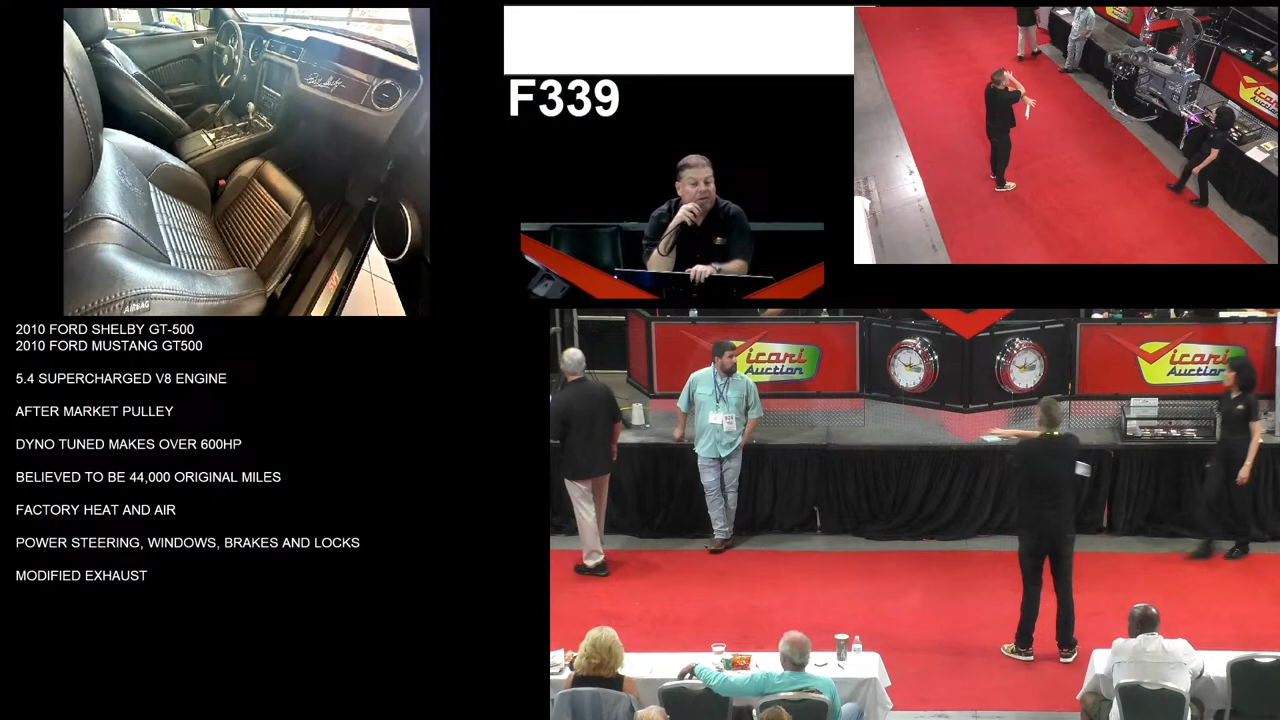 F339
AIRBAG
2010 FORD SHELBY GT-500
2010 FORD MUSTANG GT500
5.4 SUPERCHARGED V8 ENGINE
AFTER MARKET PULLEY
DYNO TUNED MAKES OVER 600HP
BELIEVED TO BE 44,000 ORIGINAL MILES
FACTORY HEAT AND AIR
POWER STEERING, WINDOWS, BRAKES AND LOCKS
MODIFIED EXHAUST
Vicari
Auction
Vicari
Auction